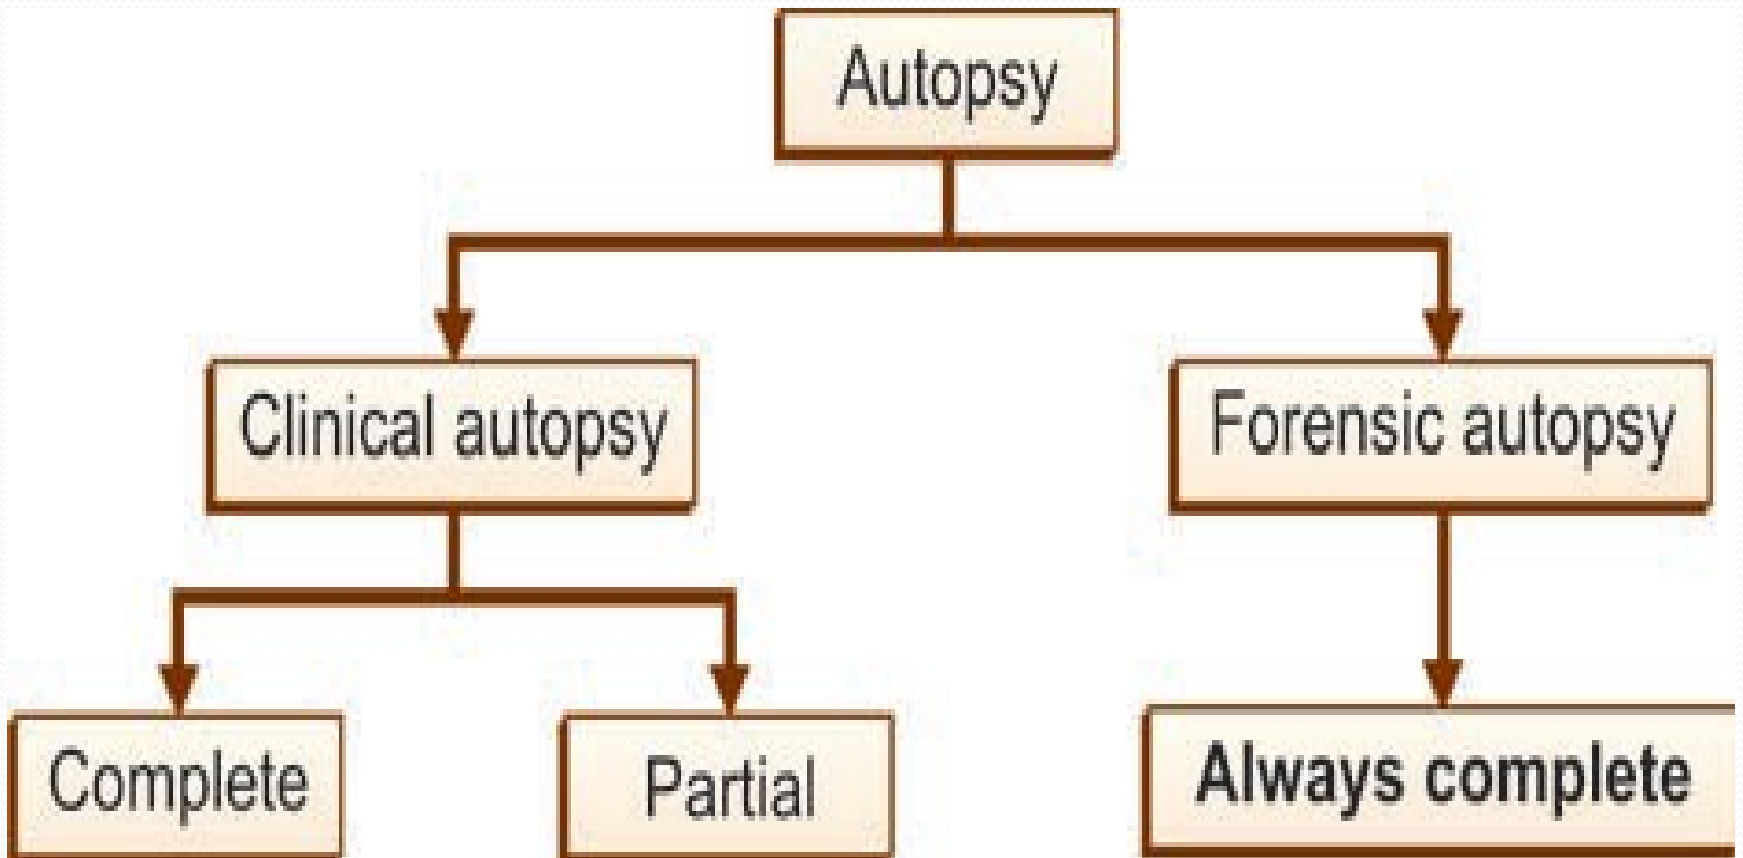 Autopsy
Clinical autopsy
Forensic autopsy
Complete
Partial
Always complete